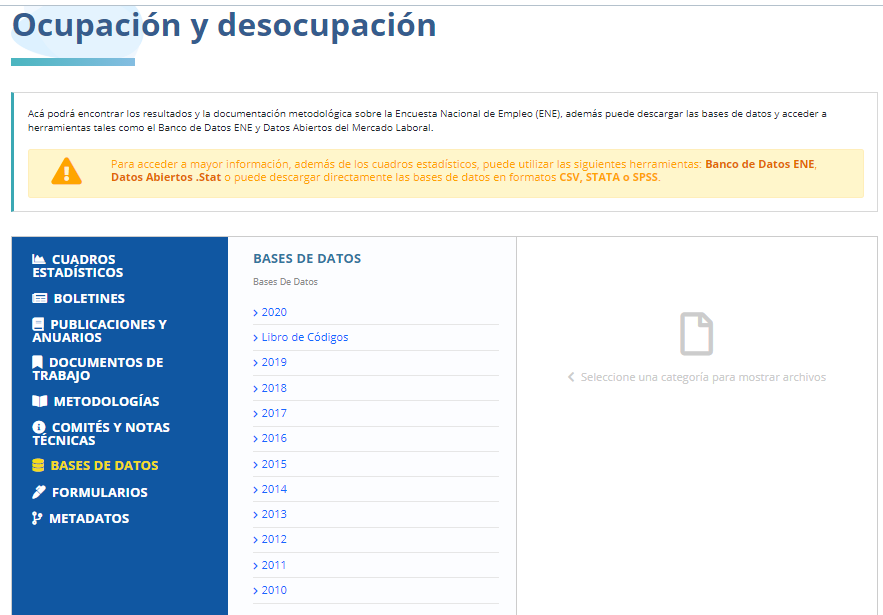 Ocupación y desocupación
Acá podrá encontrar los resultados y la documentación metodológica sobre la Encuesta Nacional de Empleo (ENE), además puede descargar las bases de datos y acceder a
herramientas tales como el Banco de Datos ENE y Datos Abiertos del Mercado Laboral.
Para acceder a mayor información, además de los cuadros estadísticos, puede utilizar las siguientes herramientas: Banco de Datos ENE,
Datos Abiertos .Stat o puede descargar directamente las bases de datos en formatos CSV, STATA o SPSS.
CUADROS
ESTADÍSTICOS
BOLETINES
PUBLICACIONES Y
ANUARIOS
DOCUMENTOS DE
TRABAJO
METODOLOGÍAS
COMITÉS Y NOTAS
TÉCNICAS
BASES DE DATOS
FORMULARIOS
METADATOS
BASES DE DATOS
Bases De Datos
> 2020
> Libro de Códigos
> 2019
> 2018
> 2017
> 2016
> 2015
> 2014
> 2013
> 2012
> 2011
> 2010
< Seleccione una categoría para mostrar archivos